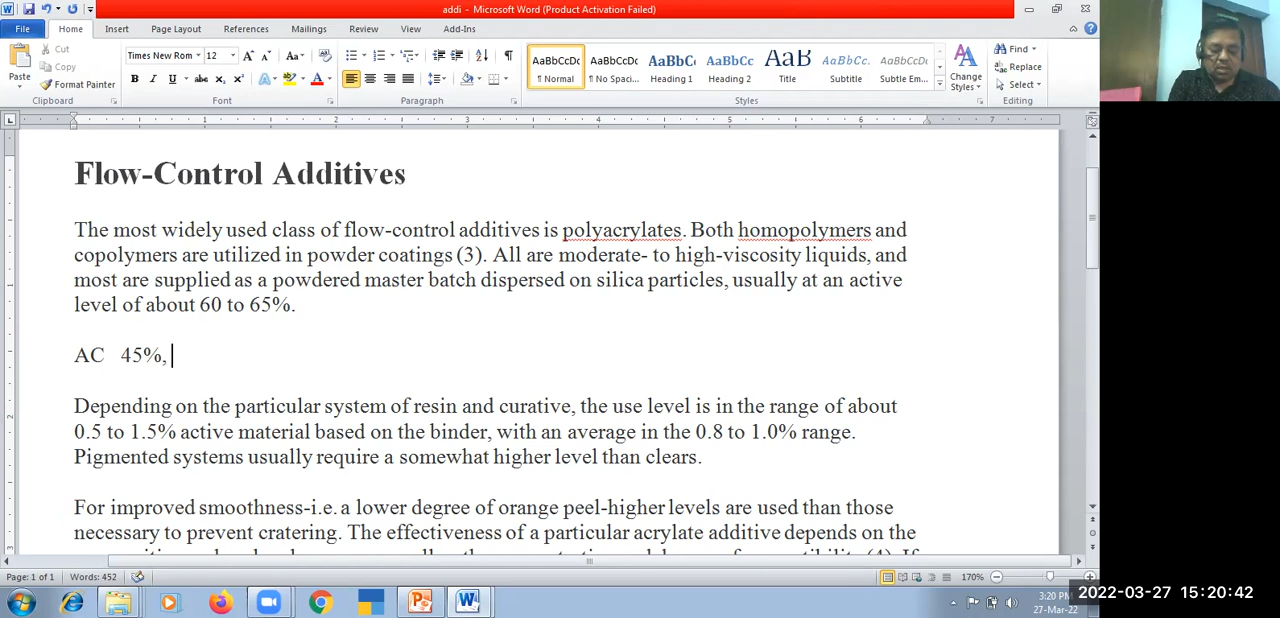 addi - Microsoft Word (Product Activation Failed)
File Home Insert Page Layout References Mailings Review View Add-Ins
Paste
Cut
Copy
Format Painter
Times New Rom 12
AaBbCcDc AaBbCcDc AaBbCc AaBbCc AaB AaBbCc. AaBbCcDc
¶ Normal ¶ No Spaci... Heading 1 Heading 2 Title Subtitle Subtle Em...
Change Styles
Find
Replace
Select
Clipboard Font Paragraph Styles Editing
1 2 3 4 5 6 7
Flow-Control Additives
The most widely used class of flow-control additives is polyacrylates. Both homopolymers and
copolymers are utilized in powder coatings (3). All are moderate- to high-viscosity liquids, and
most are supplied as a powdered master batch dispersed on silica particles, usually at an active
level of about 60 to 65%.
AC 45%,
Depending on the particular system of resin and curative, the use level is in the range of about
0.5 to 1.5% active material based on the binder, with an average in the 0.8 to 1.0% range.
Pigmented systems usually require a somewhat higher level than clears.
For improved smoothness-i.e. a lower degree of orange peel-higher levels are used than those
necessary to prevent cratering. The effectiveness of a particular acrylate additive depends on the
Page: 1 of 1 Words: 452 170%
3:20 PM
27-Mar-22
2022-03-27 15:20:42